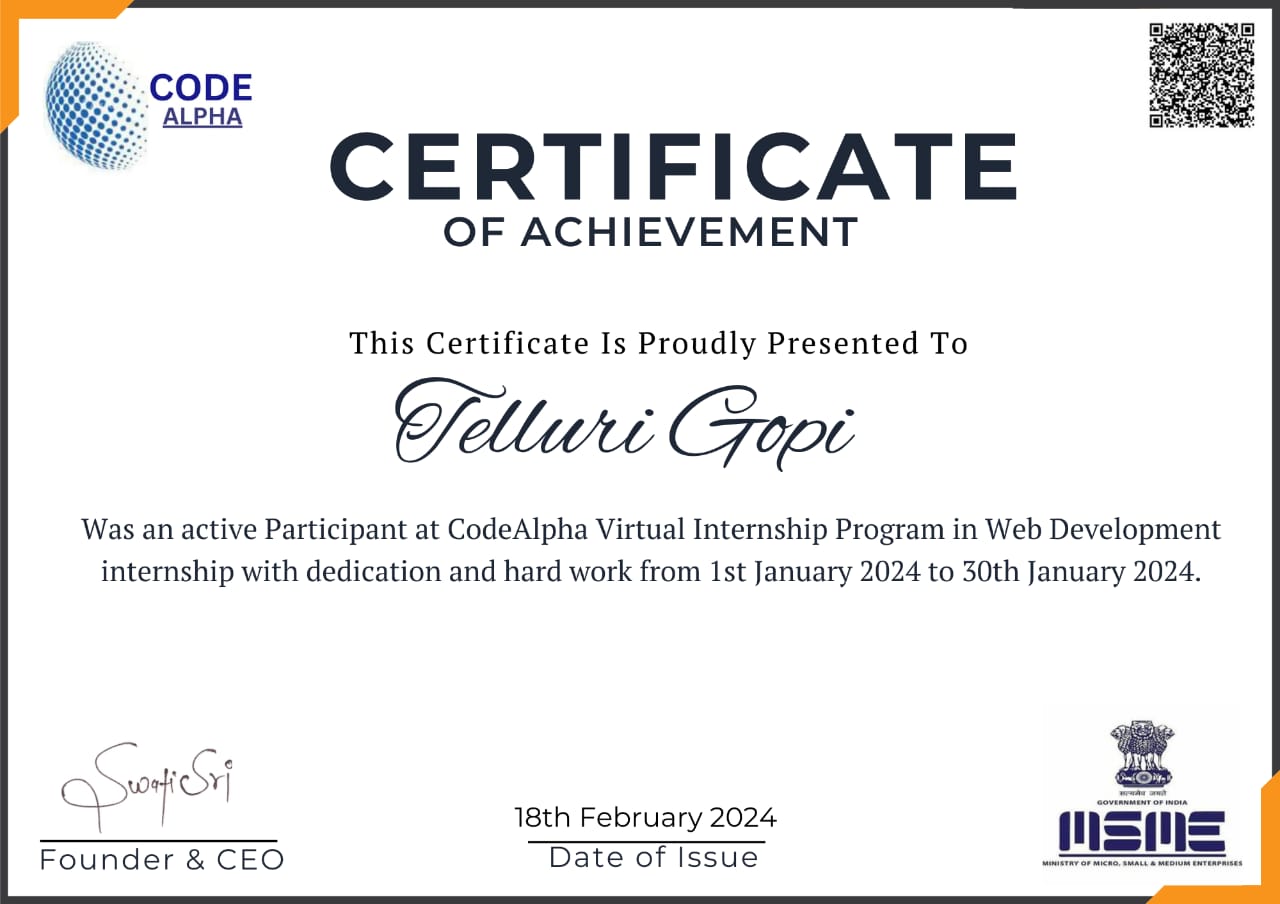 CODE
ALPHA
CERTIFICATE
OF ACHIEVEMENT
This Certificate Is Proudly Presented To
Telluri Gopi
Was an active Participant at CodeAlpha Virtual Internship Program in Web Development
internship with dedication and hard work from 1st January 2024 to 30th January 2024.
Swati Sri
Founder & CEO
18th February 2024
Date of Issue
सत्यमेव जयते
GOVERNMENT OF INDIA
MSME
MINISTRY OF MICRO, SMALL & MEDIUM ENTERPRISES